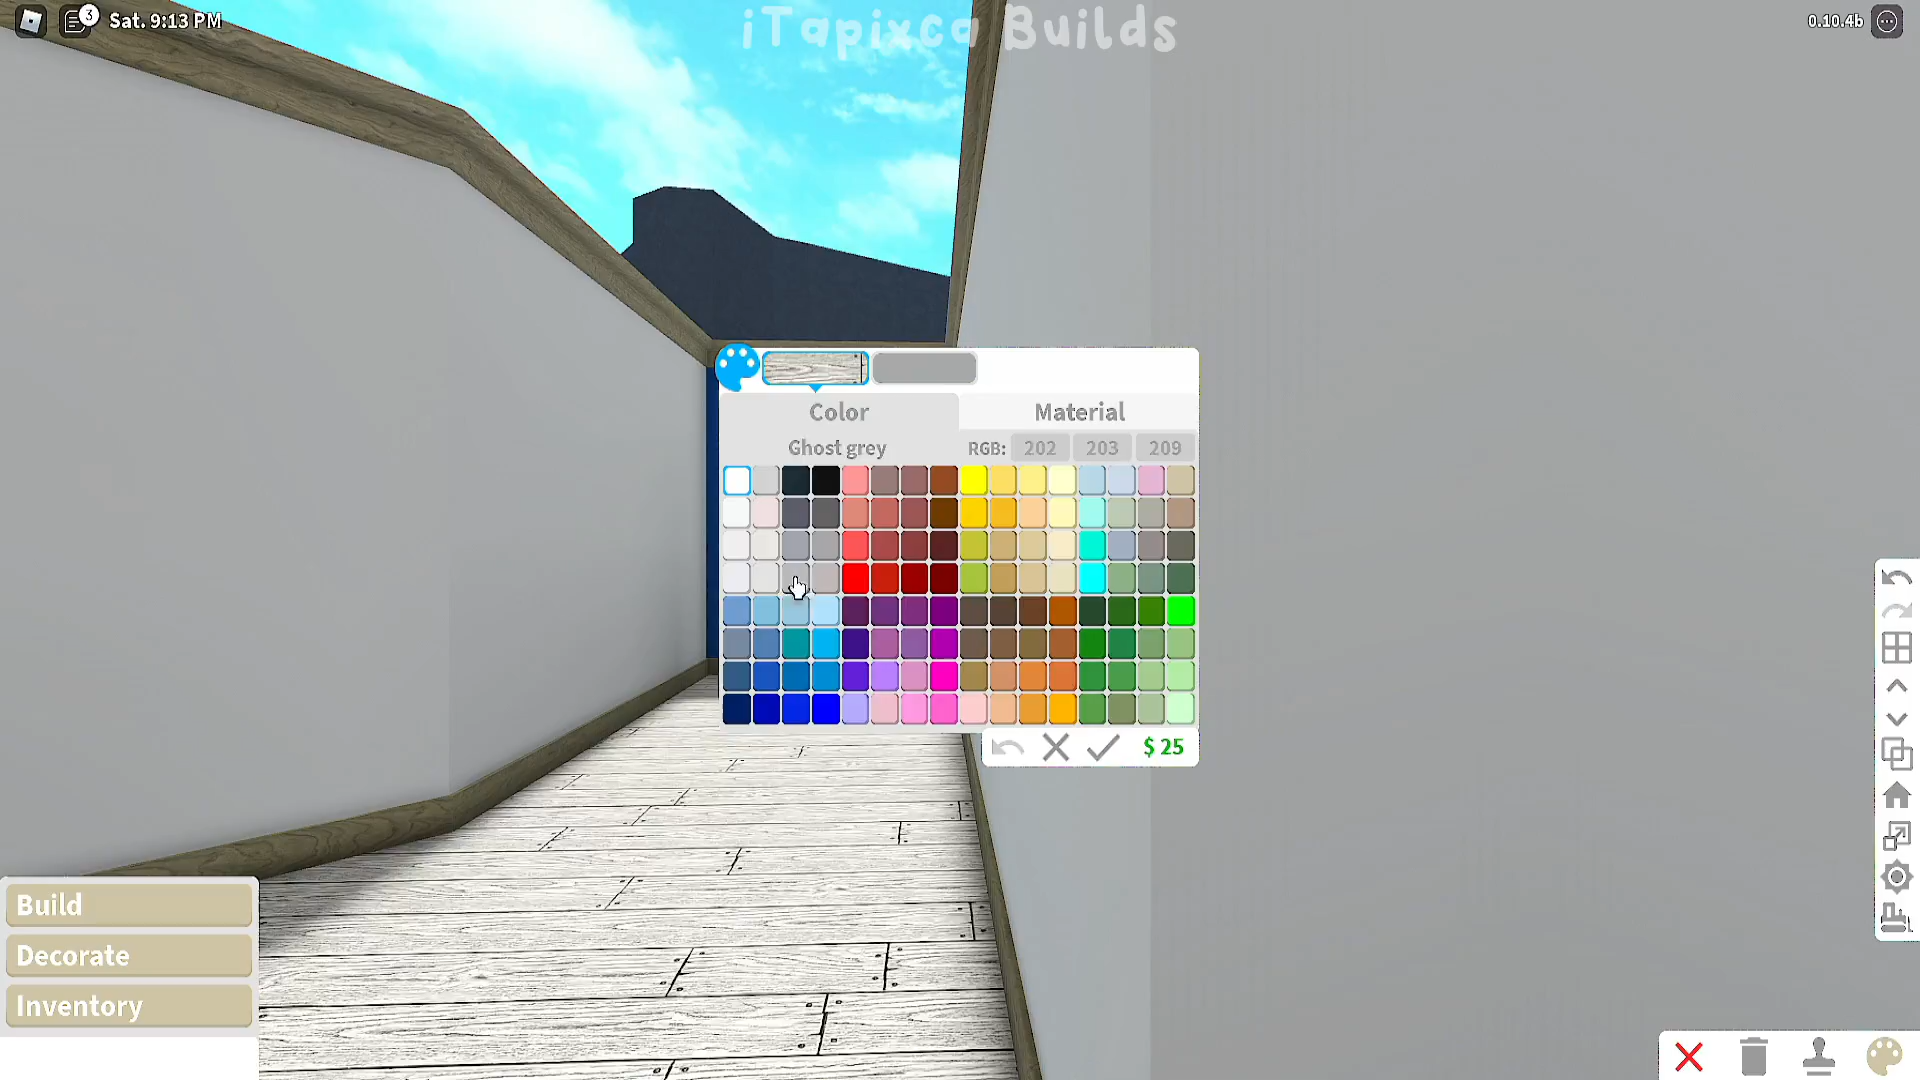 3
Sat. 9:13 PM
iTapixca Builds
0.10.4b
Color
Material
Ghost grey
RGB: 202 203 209
$ 25
Build
Decorate
Inventory